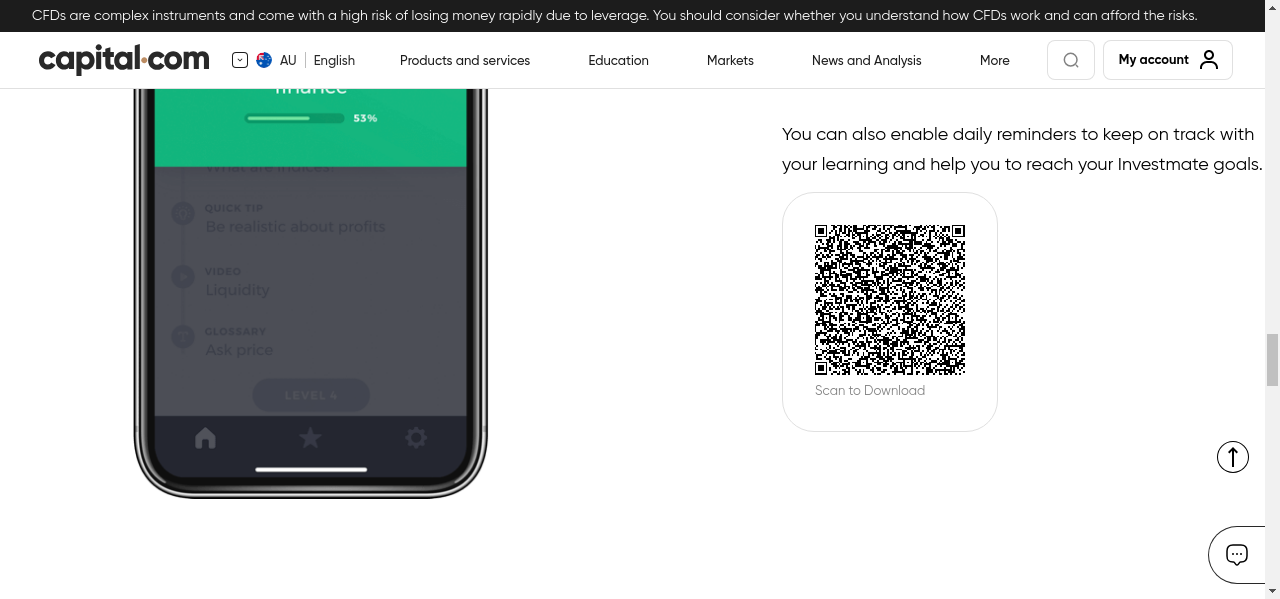 CFDs are complex instruments and come with a high risk of losing money rapidly due to leverage. You should consider whether you understand how CFDs work and can afford the risks.
capital.com
AU
English
Products and services
Education
Markets
News and Analysis
More
My account
finance
53%
What are indices?
QUICK TIP
Be realistic about profits
VIDEO
Liquidity
GLOSSARY
Ask price
LEVEL 4
You can also enable daily reminders to keep on track with
your learning and help you to reach your Investmate goals.
Scan to Download